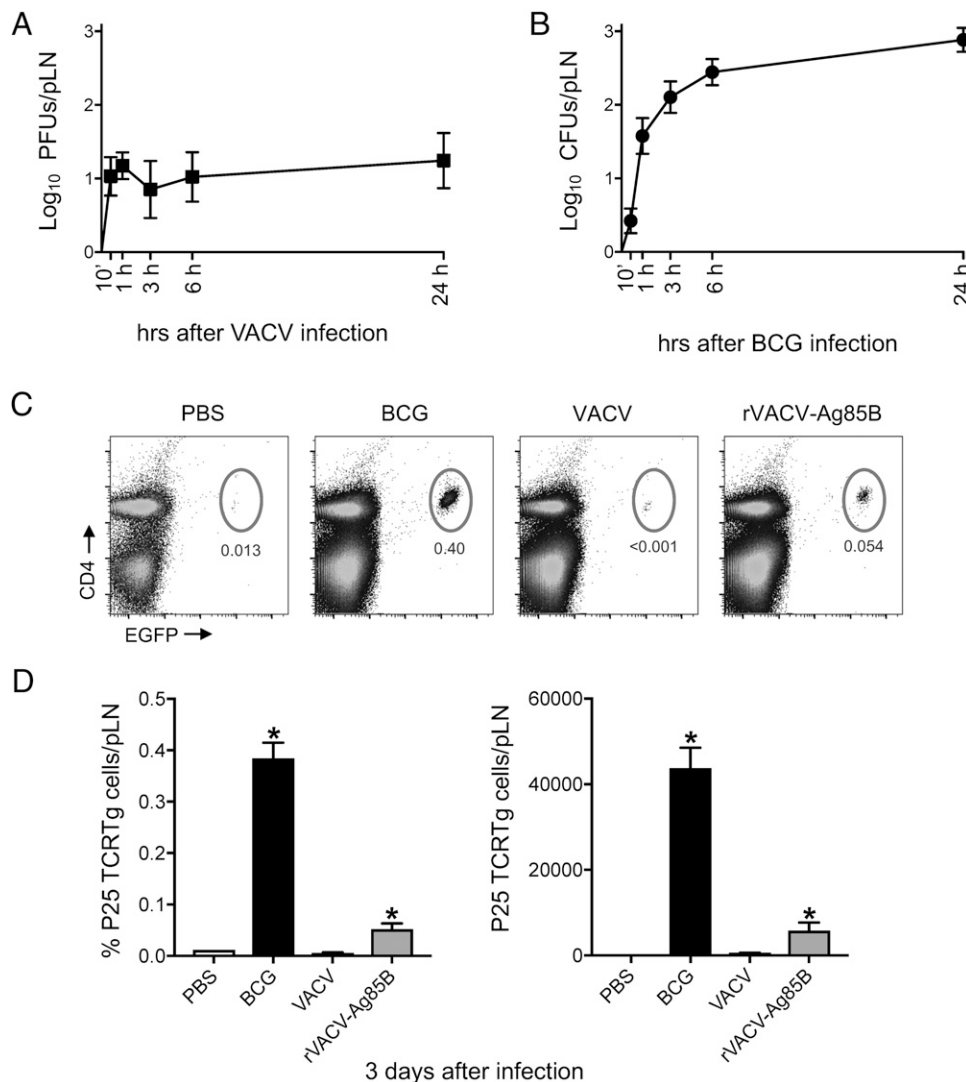 A
3
2
1
0
Log₁₀ PFUs/pLN
10'
1 h
3 h
6 h
24 h
hrs after VACV infection
B
3
2
1
0
Log₁₀ CFUs/pLN
10'
1 h
3 h
6 h
24 h
hrs after BCG infection
C
PBS
BCG
VACV
rVACV-Ag85B
0.013
0.40
<0.001
0.054
CD4
EGFP
D
0.5
0.4
0.3
0.2
0.1
0.0
% P25 TCRTg cells/pLN
*
*
PBS
BCG
VACV
rVACV-Ag85B
60000
40000
20000
0
P25 TCRTg cells/pLN
*
*
PBS
BCG
VACV
rVACV-Ag85B
3 days after infection